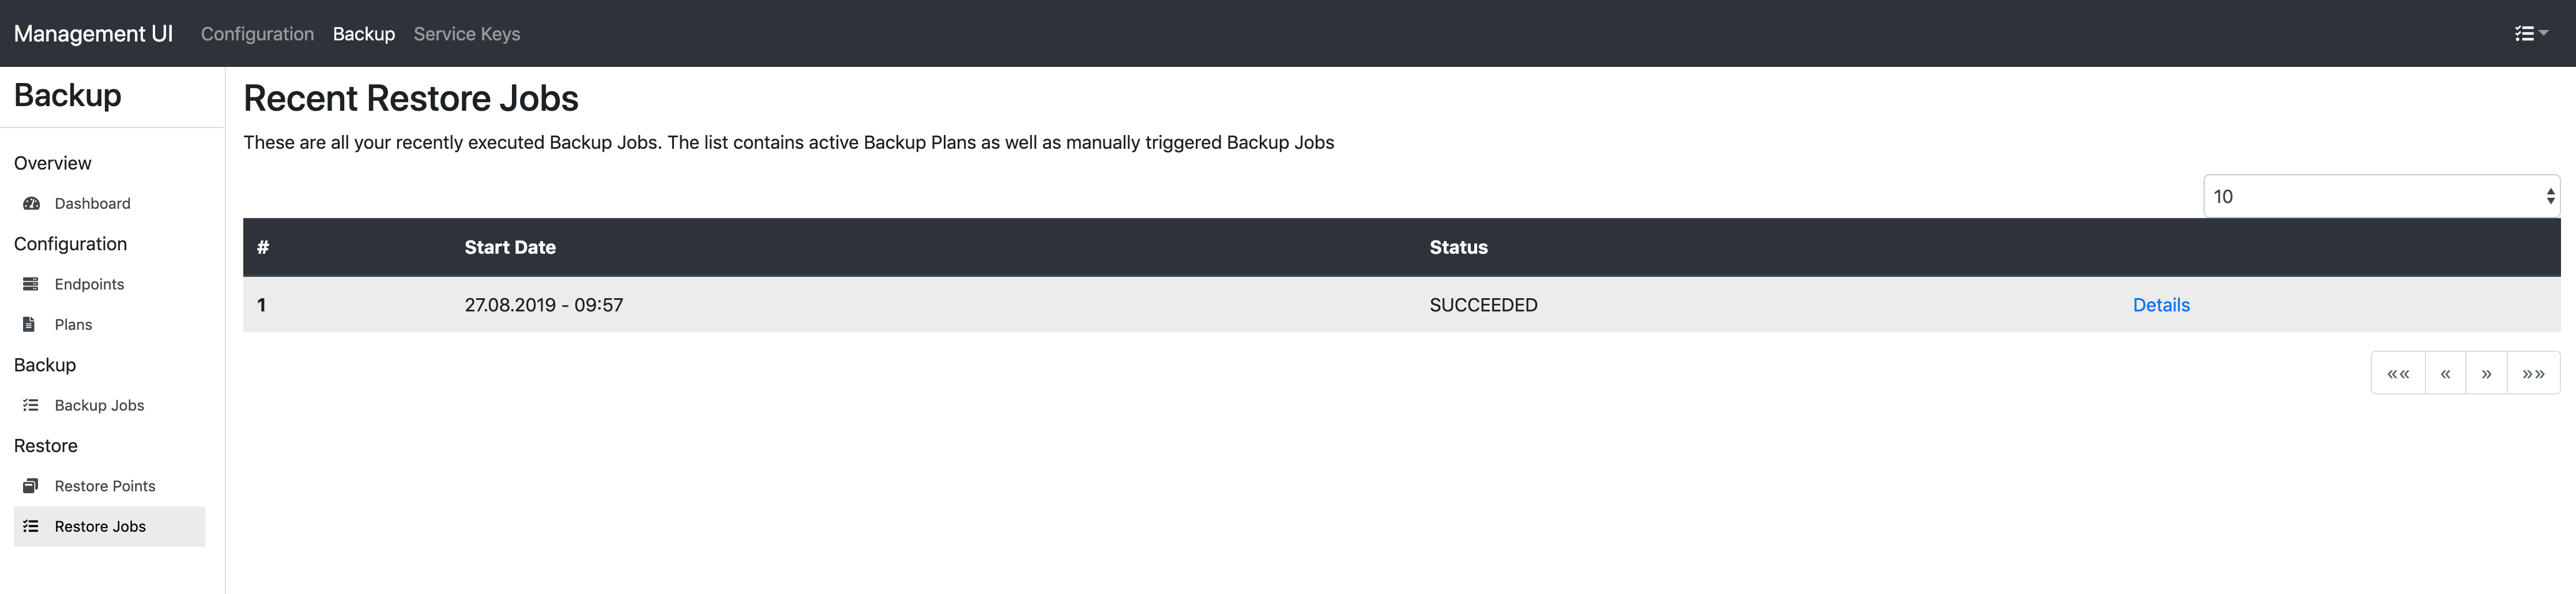 Management UI Configuration Backup Service Keys
Backup
Overview
Dashboard
Configuration
Endpoints
Plans
Backup
Backup Jobs
Restore
Restore Points
Restore Jobs
Recent Restore Jobs
These are all your recently executed Backup Jobs. The list contains active Backup Plans as well as manually triggered Backup Jobs
10
# Start Date Status
1 27.08.2019 - 09:57 SUCCEEDED Details
«« « » »»